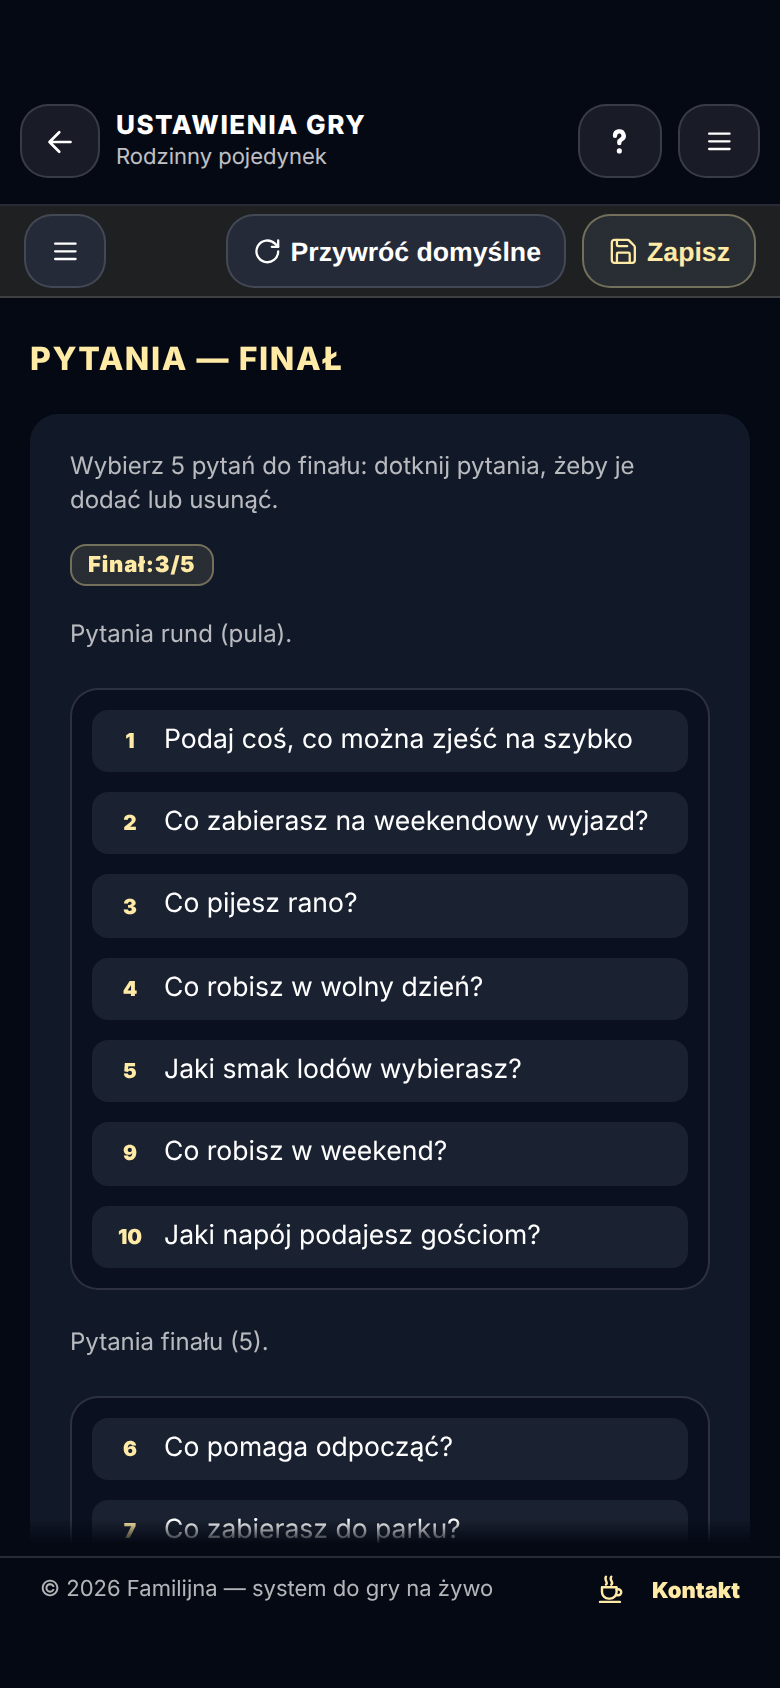 USTAWIENIA GRY
Rodzinny pojedynek
?
Przywróć domyślne
Zapisz
PYTANIA — FINAŁ
Wybierz 5 pytań do finału: dotknij pytania, żeby je
dodać lub usunąć.
Finał:3/5
Pytania rund (pula).
1 Podaj coś, co można zjeść na szybko
2 Co zabierasz na weekendowy wyjazd?
3 Co pijesz rano?
4 Co robisz w wolny dzień?
5 Jaki smak lodów wybierasz?
9 Co robisz w weekend?
10 Jaki napój podajesz gościom?
Pytania finału (5).
6 Co pomaga odpocząć?
7 Co zabierasz do parku?
© 2026 Familijna — system do gry na żywo
Kontakt